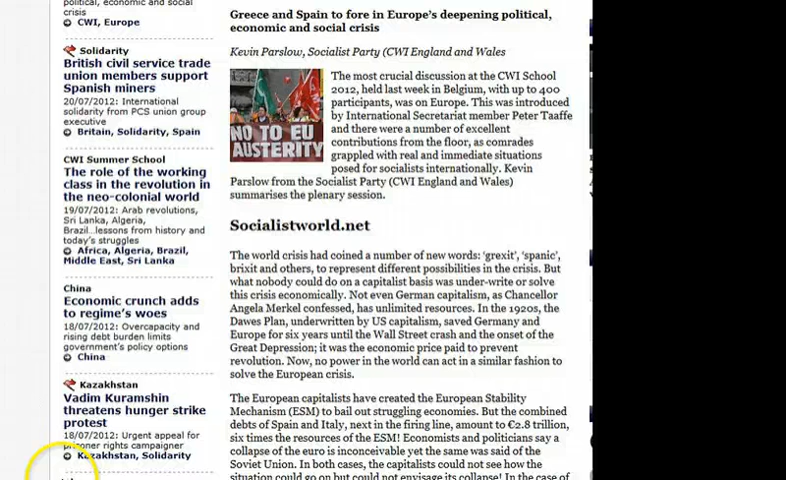 crisis
CWI, Europe
Solidarity
British civil service trade
union members support
Spanish miners
20/07/2012: International
solidarity from PCS union group
executive
Britain, Solidarity, Spain
CWI Summer School
The role of the working
class in the revolution in
the neo-colonial world
19/07/2012: Arab revolutions,
Sri Lanka, Algeria,
Brazil...lessons from history and
today's struggles
Africa, Algeria, Brazil,
Middle East, Sri Lanka
China
Economic crunch adds
to regime's woes
18/07/2012: Overcapacity and
rising debt burden limits
government's policy options
China
Kazakhstan
Vadim Kuramshin
threatens hunger strike
protest
18/07/2012: Urgent appeal for
prisoner rights campaigner
Kazakhstan, Solidarity
Greece and Spain to fore in Europe's deepening political,
economic and social crisis
Kevin Parslow, Socialist Party (CWI England and Wales
NO TO EU
AUSTERITY
The most crucial discussion at the CWI School
2012, held last week in Belgium, with up to 400
participants, was on Europe. This was introduced
by International Secretariat member Peter Taaffe
and there were a number of excellent
contributions from the floor, as comrades
grappled with real and immediate situations
posed for socialists internationally. Kevin
Parslow from the Socialist Party (CWI England and Wales)
summarises the plenary session.
Socialistworld.net
The world crisis had coined a number of new words: 'grexit', 'spanic',
brixit and others, to represent different possibilities in the crisis. But
what nobody could do on a capitalist basis was under-write or solve
this crisis economically. Not even German capitalism, as Chancellor
Angela Merkel confessed, has unlimited resources. In the 1920s, the
Dawes Plan, underwritten by US capitalism, saved Germany and
Europe for six years until the Wall Street crash and the onset of the
Great Depression; it was the economic price paid to prevent
revolution. Now, no power in the world can act in a similar fashion to
solve the European crisis.
The European capitalists have created the European Stability
Mechanism (ESM) to bail out struggling economies. But the combined
debts of Spain and Italy, next in the firing line, amount to €2.8 trillion,
six times the resources of the ESM! Economists and politicians say a
collapse of the euro is inconceivable yet the same was said of the
Soviet Union. In both cases, the capitalists could not see how the
situation could go on but could not envisage its collapse! In the case of